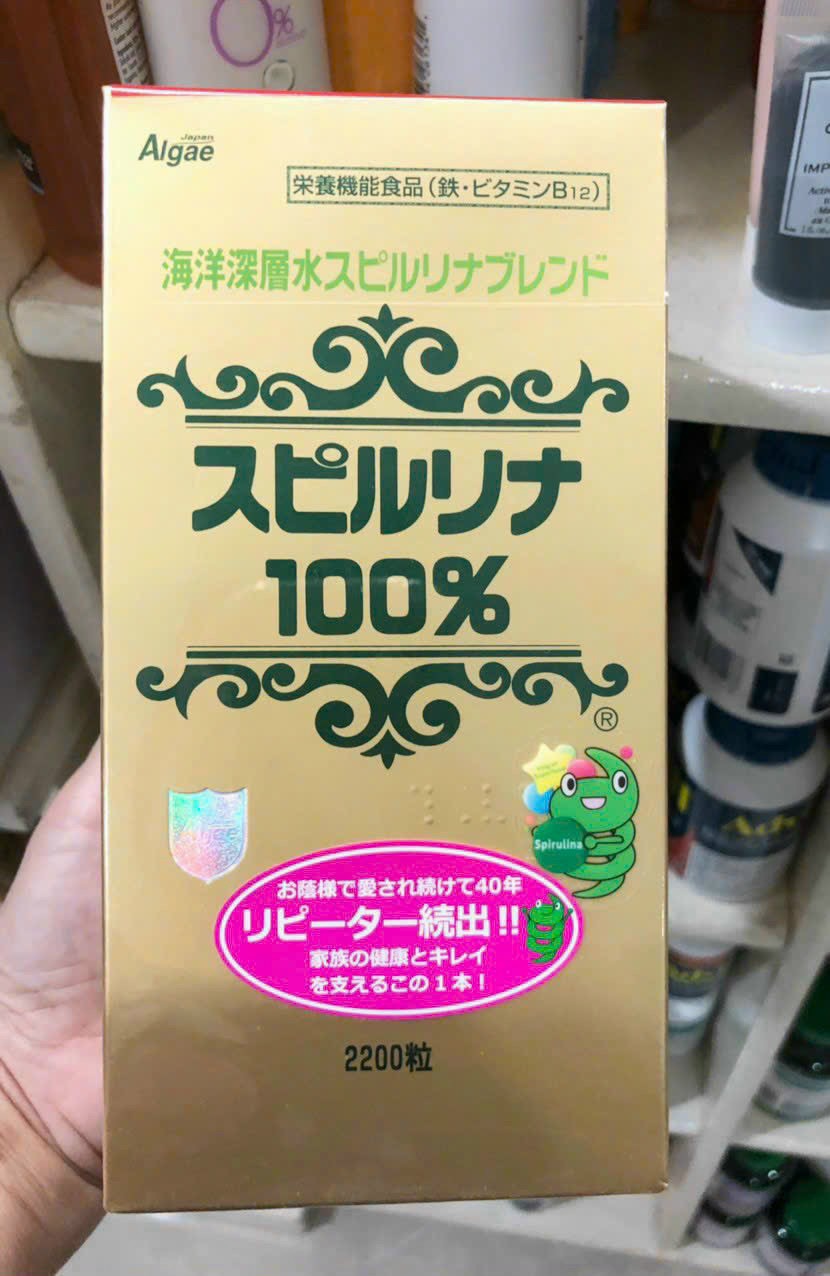 0%
Japan
Algae
栄養機能食品(鉄・ビタミンB12)
海洋深層水スピルリナブレンド
スピルリナ
100%
®
Spirulina
お蔭様で愛され続けて40年
リピーター続出!!
家族の健康とキレイ
を支えるこの1本!
2200粒
IMP